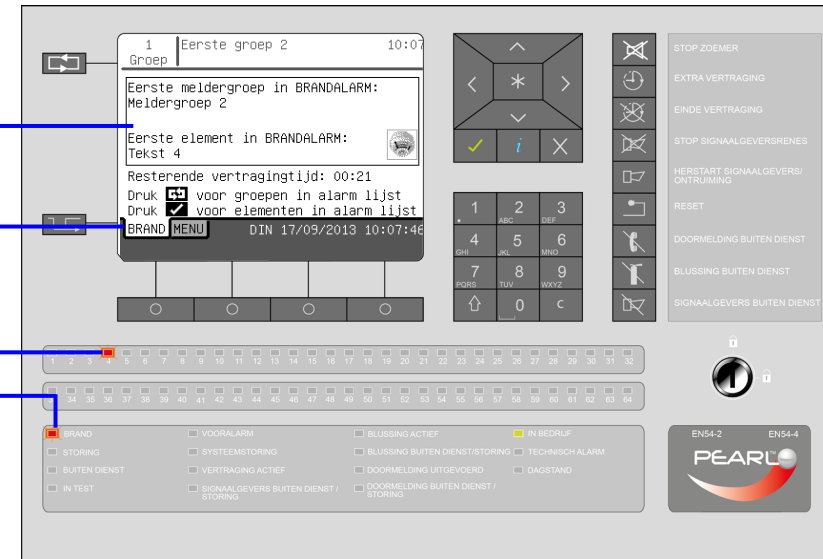 1 Eerste groep 2 10:07
Groep
Eerste meldergroep in BRANDALARM:
Meldergroep 2
Eerste element in BRANDALARM:
Tekst 4
Resterende vertragingtijd: 00:21
Druk voor groepen in alarm lijst
Druk voor elementen in alarm lijst
BRAND MENU DIN 17/09/2013 10:07:46
i
1 2 ABC 3 DEF
4 GHI 5 JKL 6 MNO
7 PQRS 8 TUV 9 WXYZ
0 C
STOP ZOEMER
EXTRA VERTRAGING
EINDE VERTRAGING
STOP SIGNAALGEVERSRENES
HERSTART SIGNAALGEVERS/
ONTRUIMING
RESET
DOORMELDING BUITEN DIENST
BLUSSING BUITEN DIENST
SIGNAALGEVERS BUITEN DIENST
1 2 3 4 5 6 7 8 9 10 11 12 13 14 15 16 17 18 19 20 21 22 23 24 25 26 27 28 29 30 31 32
34 35 36 37 38 39 40 41 42 43 44 45 46 47 48 49 50 51 52 53 54 55 56 57 58 59 60 61 62 63 64
BRAND VOORALARM BLUSSING ACTIEF IN BEDRIJF
STORING SYSTEEMSTORING BLUSSING BUITEN DIENST/STORING TECHNISCH ALARM
BUITEN DIENST VERTRAGING ACTIEF DOORMELDING UITGEVOERD DAGSTAND
IN TEST SIGNAALGEVERS BUITEN DIENST /
STORING
DOORMELDING BUITEN DIENST /
STORING
EN54-2 EN54-4
PEARL™